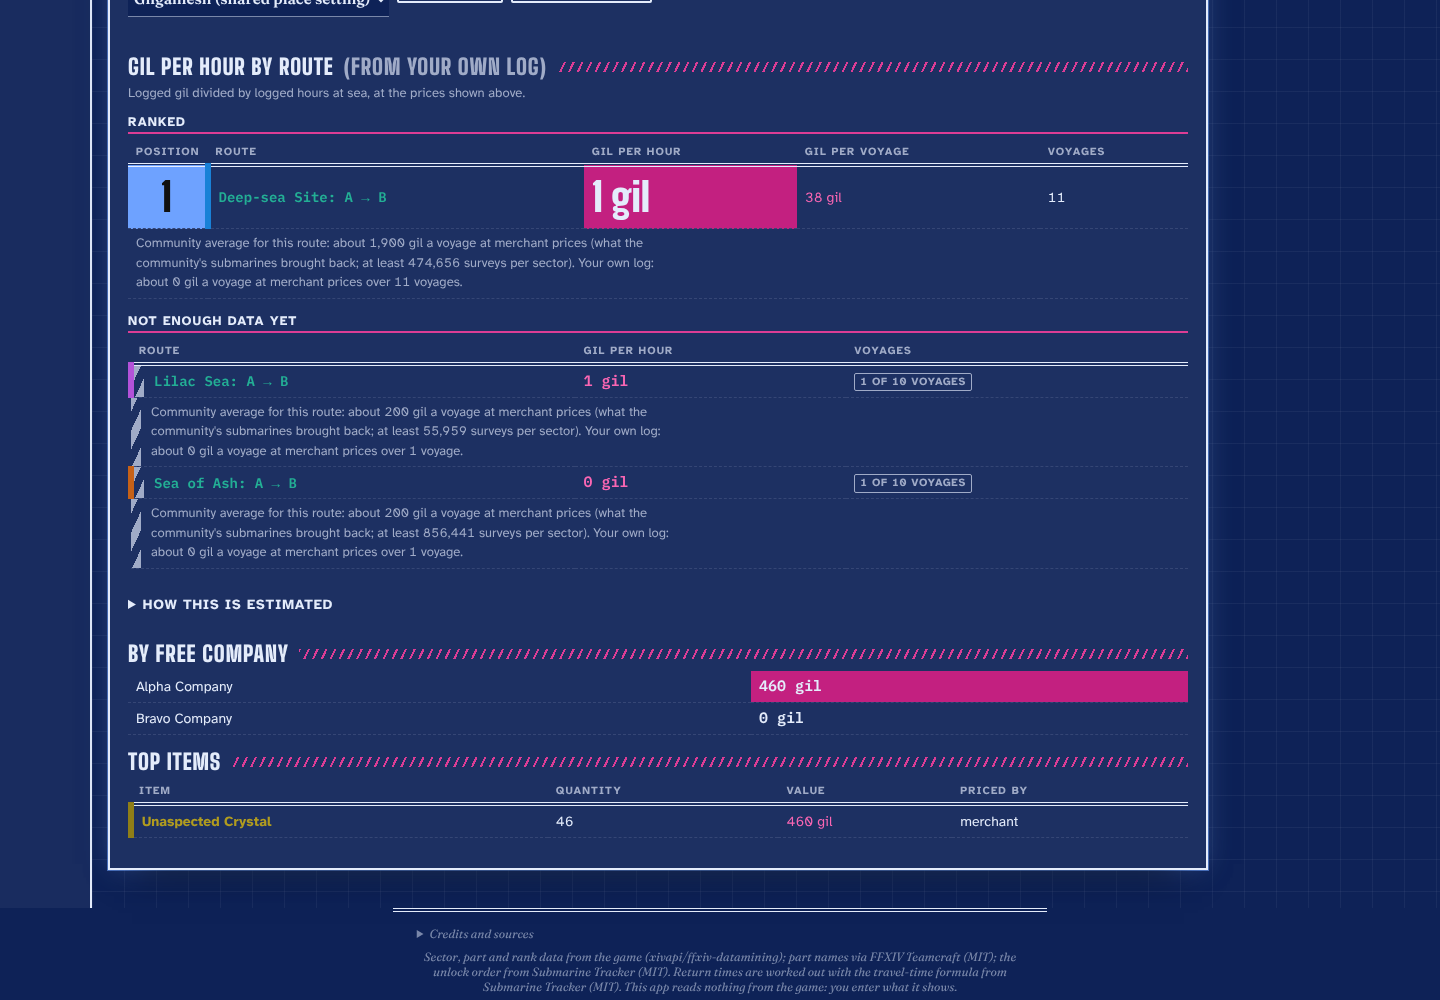 Gilgamesh (shared place setting)
GIL PER HOUR BY ROUTE (FROM YOUR OWN LOG)
Logged gil divided by logged hours at sea, at the prices shown above.
RANKED
POSITION ROUTE GIL PER HOUR GIL PER VOYAGE VOYAGES
1 Deep-sea Site: A → B 1 gil 38 gil 11
Community average for this route: about 1,900 gil a voyage at merchant prices (what the
community's submarines brought back; at least 474,656 surveys per sector). Your own log:
about 0 gil a voyage at merchant prices over 11 voyages.
NOT ENOUGH DATA YET
ROUTE GIL PER HOUR VOYAGES
Lilac Sea: A → B 1 gil 1 OF 10 VOYAGES
Community average for this route: about 200 gil a voyage at merchant prices (what the
community's submarines brought back; at least 55,959 surveys per sector). Your own log:
about 0 gil a voyage at merchant prices over 1 voyage.
Sea of Ash: A → B 0 gil 1 OF 10 VOYAGES
Community average for this route: about 200 gil a voyage at merchant prices (what the
community's submarines brought back; at least 856,441 surveys per sector). Your own log:
about 0 gil a voyage at merchant prices over 1 voyage.
▶ HOW THIS IS ESTIMATED
BY FREE COMPANY
Alpha Company 460 gil
Bravo Company 0 gil
TOP ITEMS
ITEM QUANTITY VALUE PRICED BY
Unaspected Crystal 46 460 gil merchant
▶ Credits and sources
Sector, part and rank data from the game (xivapi/ffxiv-datamining); part names via FFXIV Teamcraft (MIT); the
unlock order from Submarine Tracker (MIT). Return times are worked out with the travel-time formula from
Submarine Tracker (MIT). This app reads nothing from the game: you enter what it shows.